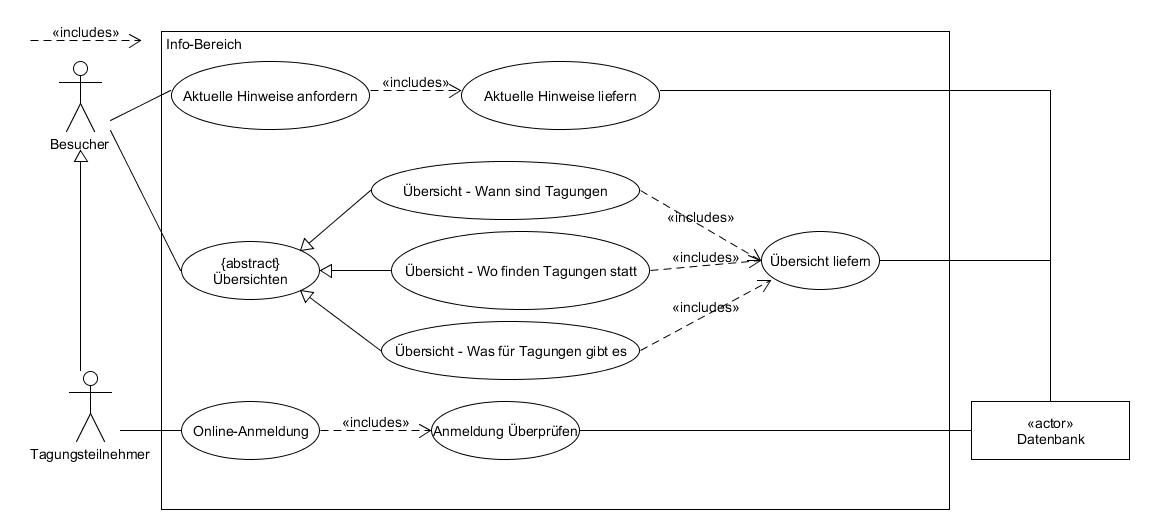 «includes»
Info-Bereich
Aktuelle Hinweise anfordern
«includes»
Aktuelle Hinweise liefern
Besucher
Übersicht - Wann sind Tagungen
«includes»
{abstract}
Übersichten
Übersicht - Wo finden Tagungen statt
«includes»
Übersicht liefern
«includes»
Übersicht - Was für Tagungen gibt es
Online-Anmeldung
«includes»
Anmeldung Überprüfen
«actor»
Datenbank
Tagungsteilnehmer